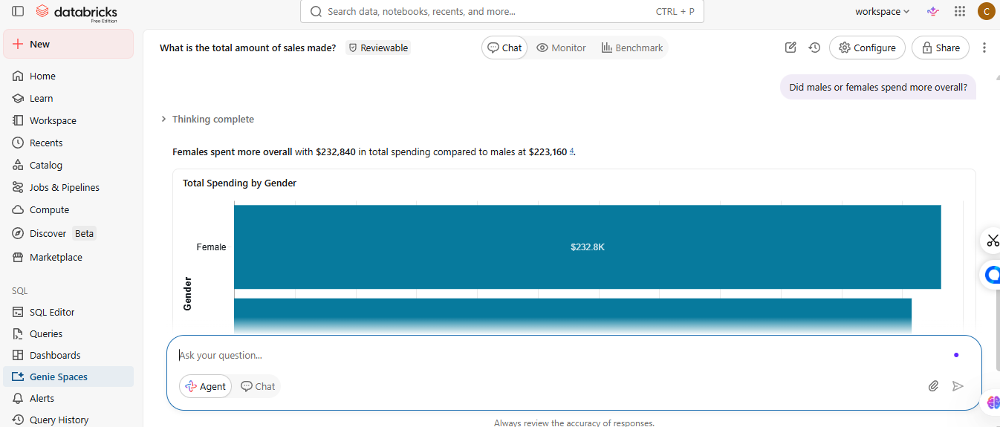 databricks
Free Edition
Search data, notebooks, recents, and more...
CTRL + P
workspace
C
New
Home
Learn
Workspace
Recents
Catalog
Jobs & Pipelines
Compute
Discover Beta
Marketplace
SQL
SQL Editor
Queries
Dashboards
Genie Spaces
Alerts
Query History
What is the total amount of sales made?
Reviewable
Chat
Monitor
Benchmark
Configure
Share
Did males or females spend more overall?
Thinking complete
Females spent more overall with $232,840 in total spending compared to males at $223,160 4.
Total Spending by Gender
Female
$232.8K
Gender
Ask your question...
Agent
Chat
Always review the accuracy of responses.